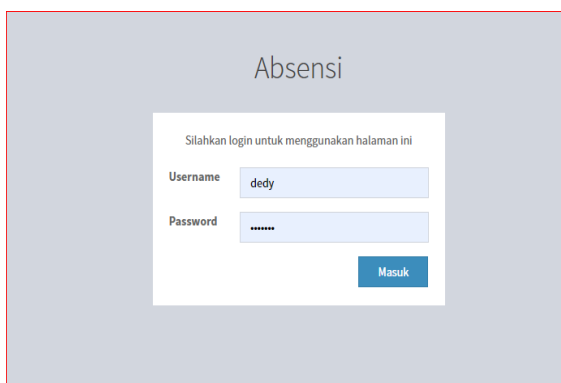 Absensi
Silahkan login untuk menggunakan halaman ini
Username
dedy
Password
•••••••
Masuk